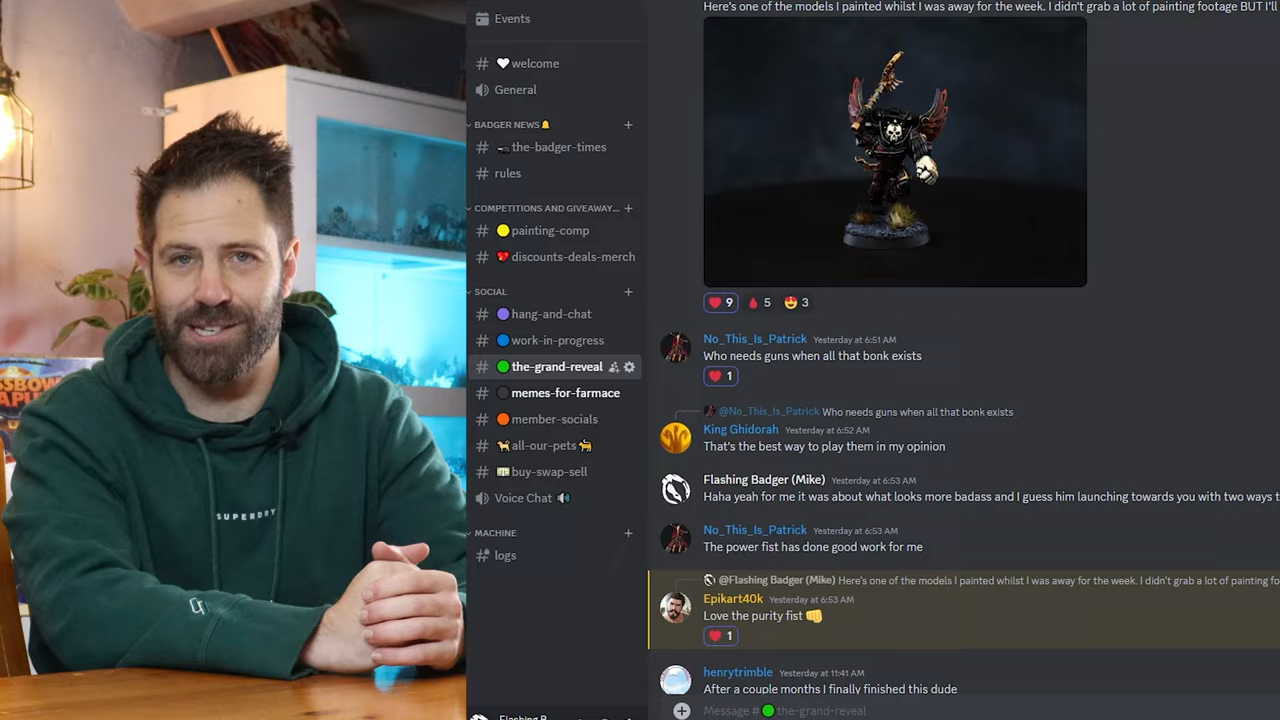 SSBOW
APU
SUPERDRY
Events
# welcome
General
BADGER NEWS🔔 +
# the-badger-times
# rules
COMPETITIONS AND GIVEAWAY... +
# 🟡painting-comp
# discounts-deals-merch
SOCIAL +
# 🟣hang-and-chat
# 🔵work-in-progress
# 🟢the-grand-reveal
# memes-for-farmace
# 🟠member-socials
# 🐕all-our-pets🐈
# 💵buy-swap-sell
Voice Chat 🔊
MACHINE +
# logs
Flashing B
Here's one of the models I painted whilst I was away for the week. I didn't grab a lot of painting footage BUT I'll
❤️ 9 🩸 5 😍 3
No_This_Is_Patrick Yesterday at 6:51 AM
Who needs guns when all that bonk exists
❤️ 1
@No_This_Is_Patrick Who needs guns when all that bonk exists
King Ghidorah Yesterday at 6:52 AM
That's the best way to play them in my opinion
Flashing Badger (Mike) Yesterday at 6:53 AM
Haha yeah for me it was about what looks more badass and I guess him launching towards you with two ways t
No_This_Is_Patrick Yesterday at 6:53 AM
The power fist has done good work for me
@Flashing Badger (Mike) Here's one of the models I painted whilst I was away for the week. I didn't grab a lot of painting fo
Epikart40k Yesterday at 6:53 AM
Love the purity fist 👊
❤️ 1
henrytrimble Yesterday at 11:41 AM
After a couple months I finally finished this dude
Message #🟢the-grand-reveal